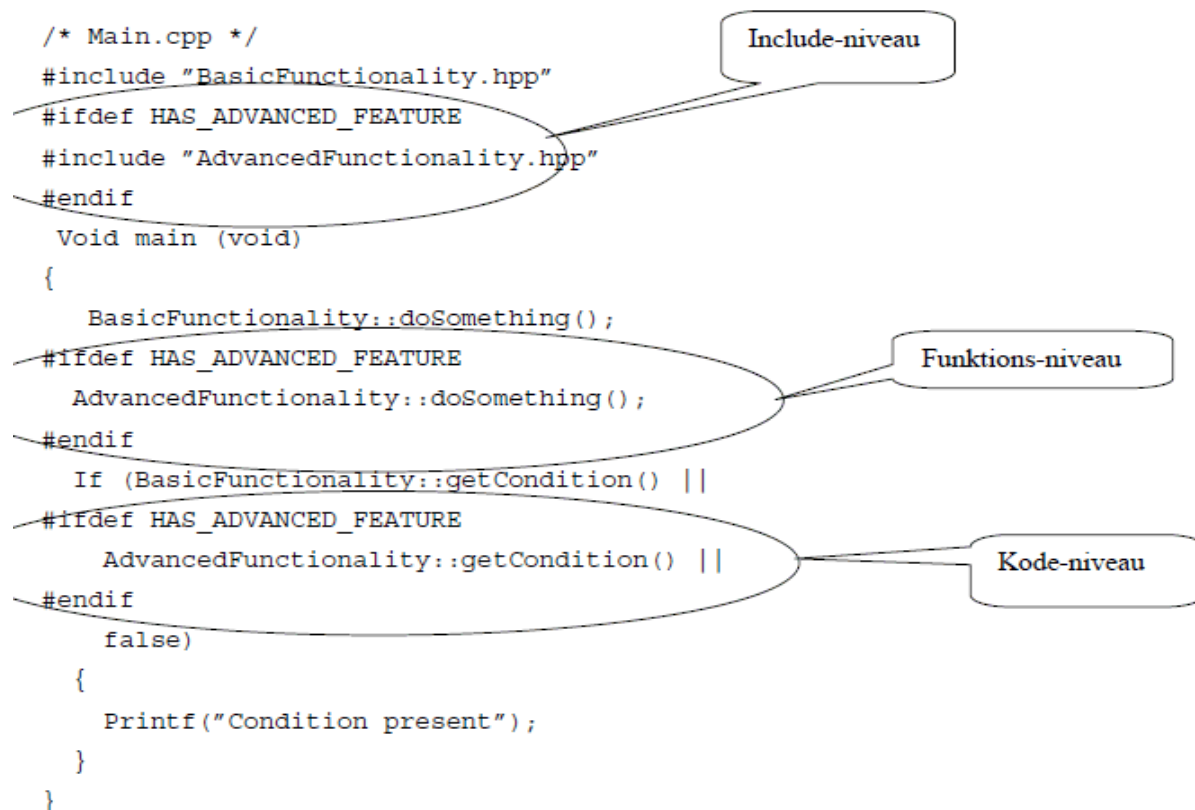 /* Main.cpp */
Include-niveau
#include ”BasicFunctionality.hpp”
#ifdef HAS_ADVANCED_FEATURE
#include ”AdvancedFunctionality.hpp”
#endif
Void main (void)
{
BasicFunctionality::doSomething();
#ifdef HAS_ADVANCED_FEATURE
Funktions-niveau
AdvancedFunctionality::doSomething();
#endif
If (BasicFunctionality::getCondition() ||
#ifdef HAS_ADVANCED_FEATURE
AdvancedFunctionality::getCondition() ||
Kode-niveau
#endif
false)
{
Printf(”Condition present”);
}
}